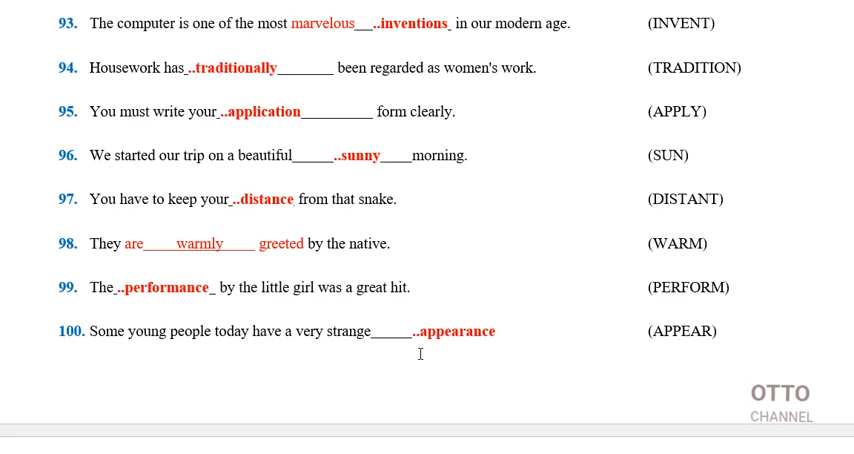 93. The computer is one of the most marvelous__..inventions_ in our modern age. (INVENT)
94. Housework has_..traditionally_______ been regarded as women's work. (TRADITION)
95. You must write your_..application_________ form clearly. (APPLY)
96. We started our trip on a beautiful_____..sunny____morning. (SUN)
97. You have to keep your_..distance from that snake. (DISTANT)
98. They are____warmly____ greeted by the native. (WARM)
99. The_..performance_ by the little girl was a great hit. (PERFORM)
100. Some young people today have a very strange_____..appearance (APPEAR)
OTTO
CHANNEL